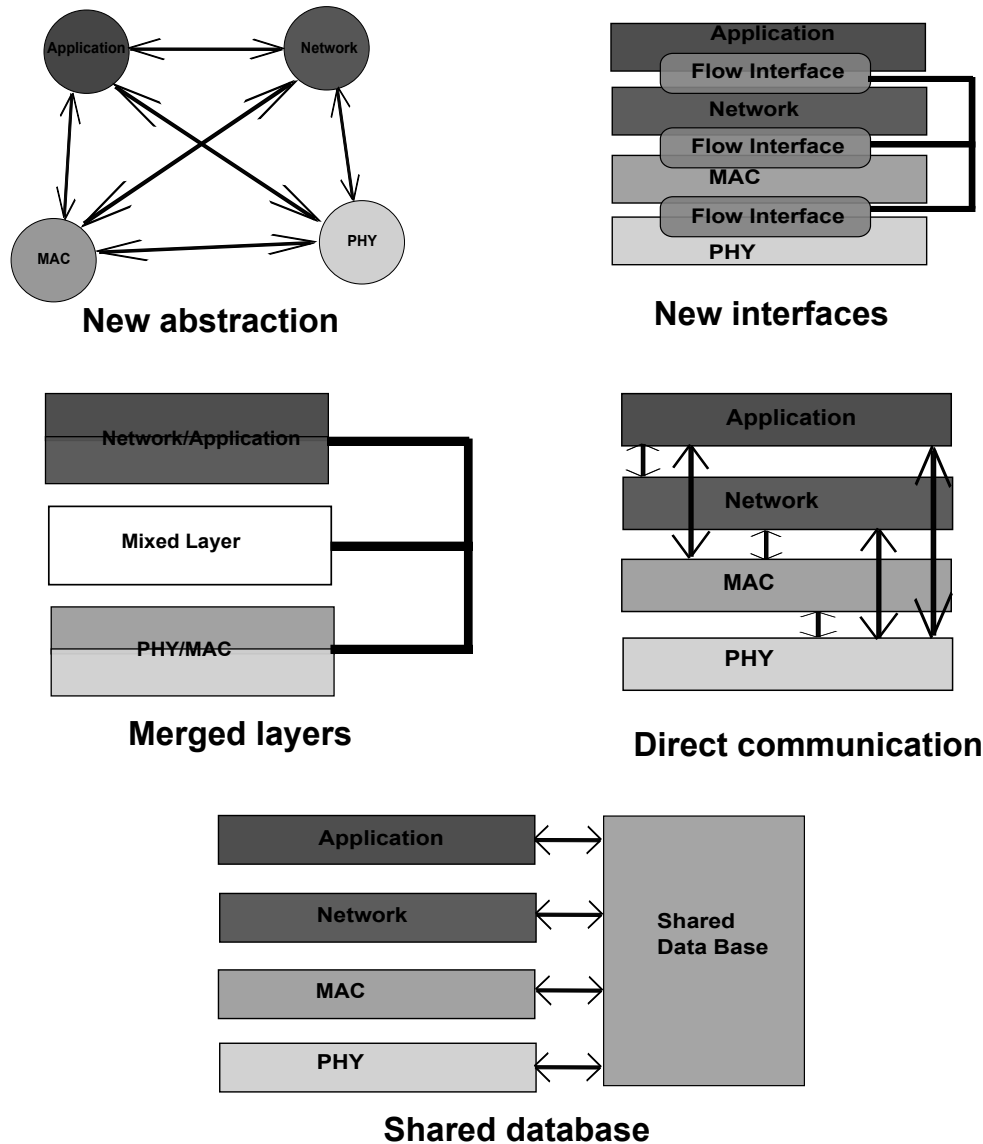 Application
Network
MAC
PHY
New abstraction
Application
Flow Interface
Network
Flow Interface
MAC
Flow Interface
PHY
New interfaces
Network/Application
Mixed Layer
PHY/MAC
Merged layers
Application
Network
MAC
PHY
Direct communication
Application
Network
MAC
PHY
Shared
Data Base
Shared database